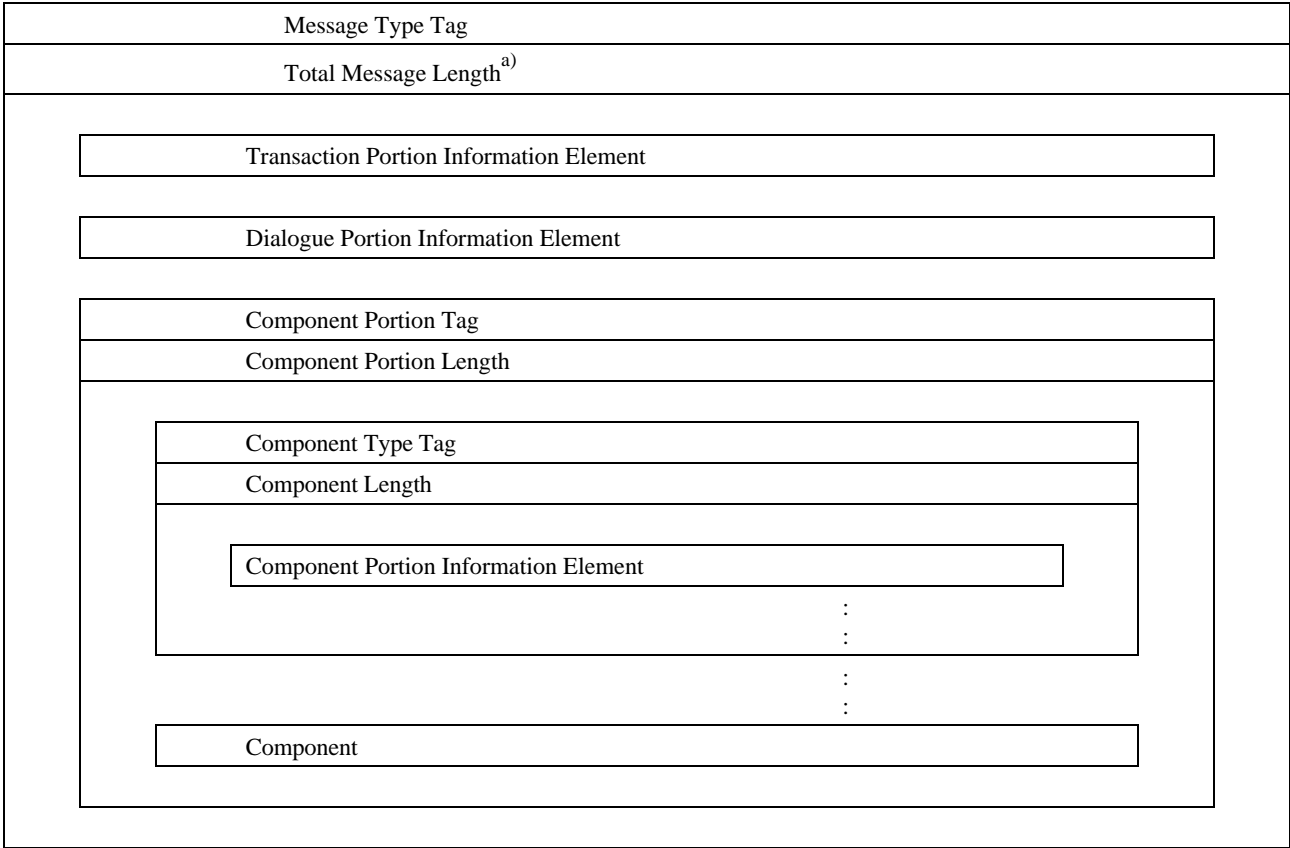 Message Type Tag
Total Message Length a)
Transaction Portion Information Element
Dialogue Portion Information Element
Component Portion Tag
Component Portion Length
Component Type Tag
Component Length
Component Portion Information Element
:
:
:
:
Component